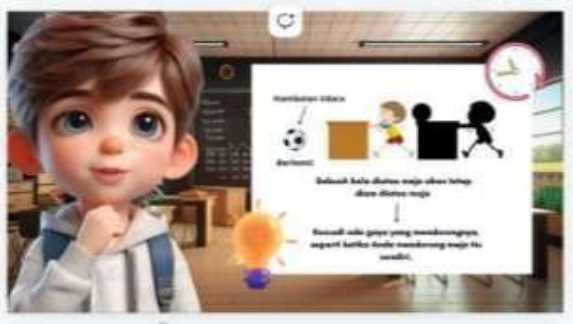 Hambatan Udara
Berhenti
Sebuah bola diatas meja akan tetap
diam diatas meja
Kecuali ada gaya yang mendorongnya,
seperti ketika Anda mendorong meja itu
sendiri.